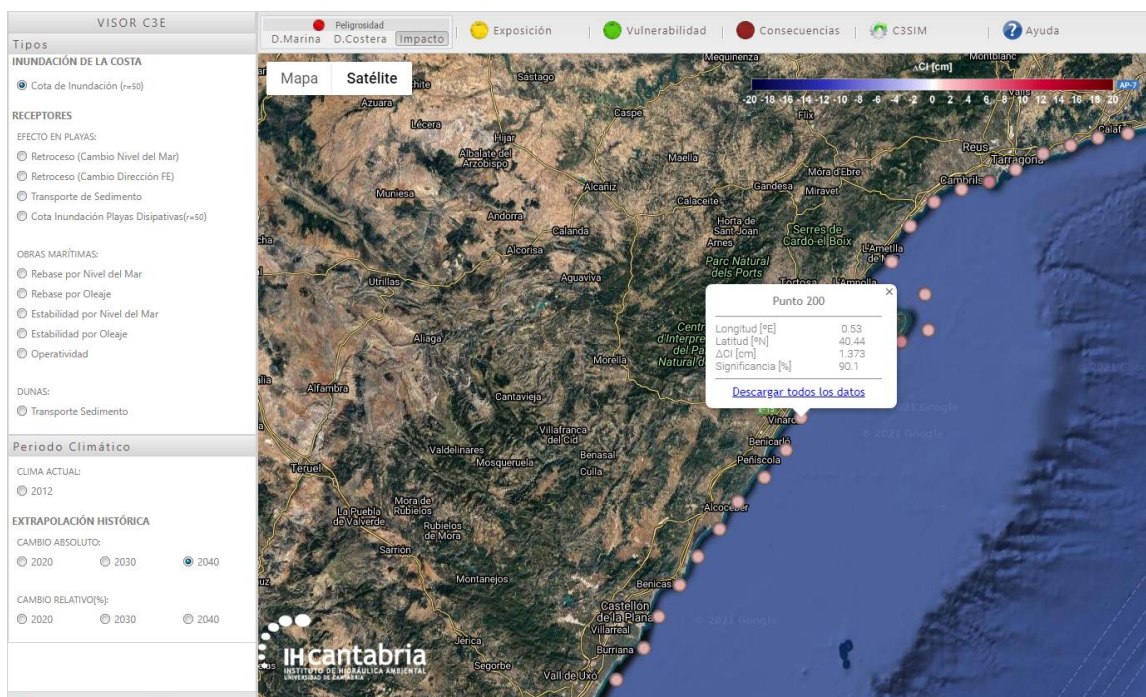 VISOR C3E
Tipos
INUNDACIÓN DE LA COSTA
Cota de Inundación (r=50)
RECEPTORES
EFECTO EN PLAYAS:
Retroceso (Cambio Nivel del Mar)
Retroceso (Cambio Dirección FE)
Transporte de Sedimento
Cota Inundación Playas Disipativas(r=50)
OBRAS MARÍTIMAS:
Rebase por Nivel del Mar
Rebase por Oleaje
Estabilidad por Nivel del Mar
Estabilidad por Oleaje
Operatividad
DUNAS:
Transporte Sedimento
Periodo Climático
CLIMA ACTUAL:
2012
EXTRAPOLACIÓN HISTÓRICA
CAMBIO ABSOLUTO:
2020 2030 2040
CAMBIO RELATIVO(%):
2020 2030 2040
Peligrosidad
D.Marina D.Costera Impacto
Exposición
Vulnerabilidad
Consecuencias
C3SIM
Ayuda
Mapa Satélite
ΔCI [cm]
-20 -18 -16 -14 -12 -10 -8 -6 -4 -2 0 2 4 6 8 10 12 14 16 18 20
AP-7
Mequinenza
Montblanc
Sástago
Azuara
Caspe
Flix
Valls
Lécera
Híjar
Reus
Albalate del
Arzobispo
Maella
Tarragona
Móra d'Ebre
Cambrils
Muniesa
Alcañiz
Gandesa
Miravet
Calaceite
Andorra
Horta de
Sant Joan
Serres de
Cardó-el Boix
Calanda
Arnes
Alcorisa
L'Ametlla
Parc Natural
dels Ports
Utrillas
Aguaviva
Tortosa
L'Ampolla
Aliaga
Morella
Alfambra
Cantavieja
Vinaròs
Villafranca
del Cid
Benicarló
Valdelinares
Benasal
Peñíscola
Mosqueruela
Culla
Teruel
Mora de
Rubielos
Alcoceber
La Puebla
de Valverde
Rubielos
de Mora
Sarrión
Montanejos
Benicàs
Castellón
de la Plana
Villarreal
Jérica
Burriana
Segorbe
Vall de Uxó
Punto 200
Longitud [ºE] 0.53
Latitud [ºN] 40.44
ΔCI [cm] 1.373
Significancia [%] 90.1
Descargar todos los datos
© 2021 Google
© 2021 Google
IHcantabria
INSTITUTO DE HIDRÁULICA AMBIENTAL
UNIVERSIDAD DE CANTABRIA